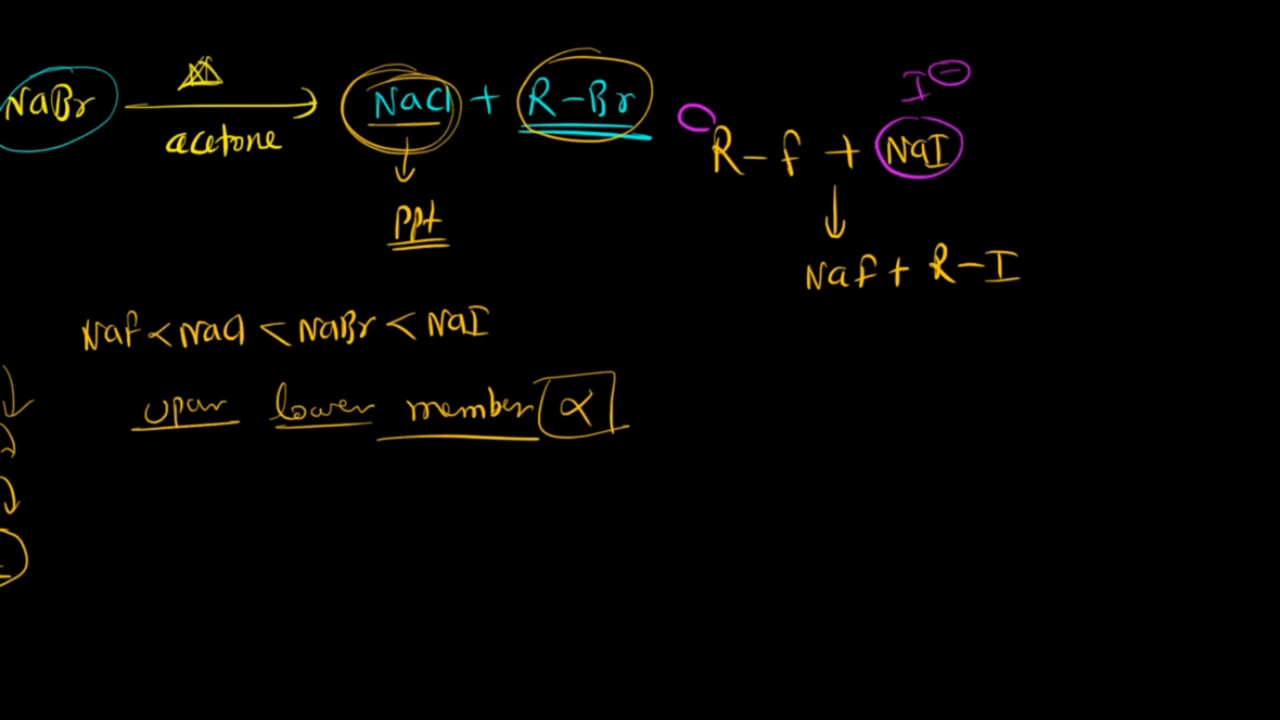 NaBr → NaCl + R-Br
acetone
I⊖
R-f + NaI
↓
↓
ppt
Naf + R-I
Naf < NaCl < NaBr < NaI
upar lower member α